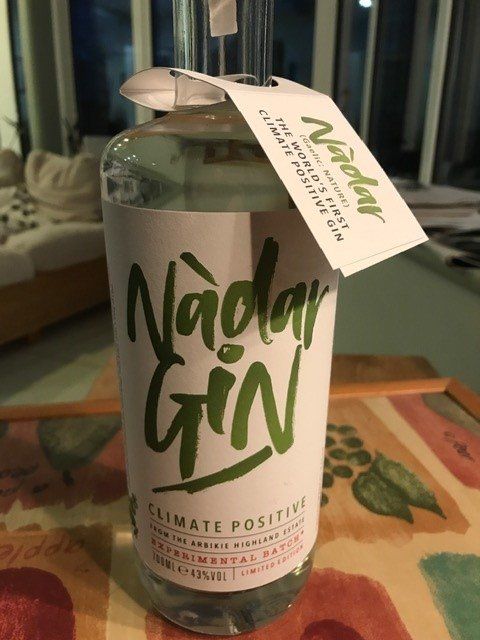 Nàdar
(Gaelic: NATURE)
THE WORLD'S FIRST
CLIMATE POSITIVE GIN
Nàdar
GiN
CLIMATE POSITIVE
FROM THE ARBIKIE HIGHLAND ESTATE
EXPERIMENTAL BATCH
700ML ℮ 43%VOL
LIMITED EDITION